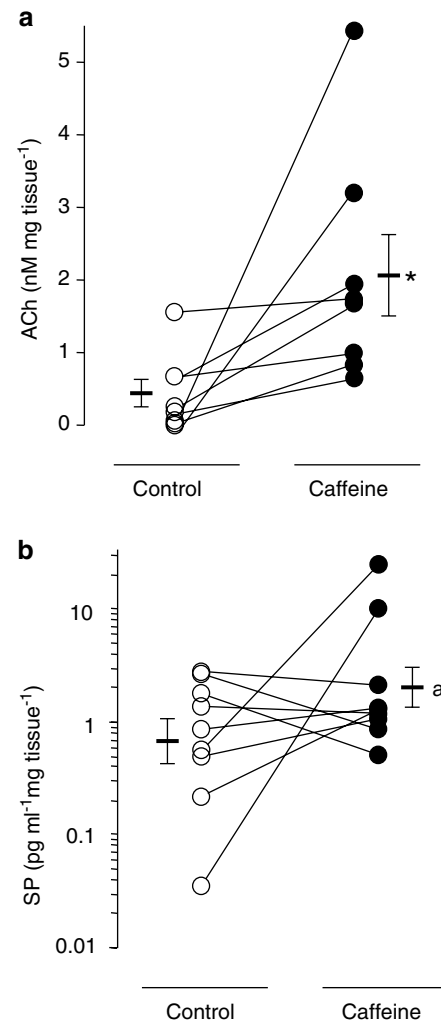 a
ACh (nM mg tissue⁻¹)
5
4
3
2
1
0
*
Control Caffeine
b
SP (pg ml⁻¹mg tissue⁻¹)
10
1
0.1
0.01
a
Control Caffeine